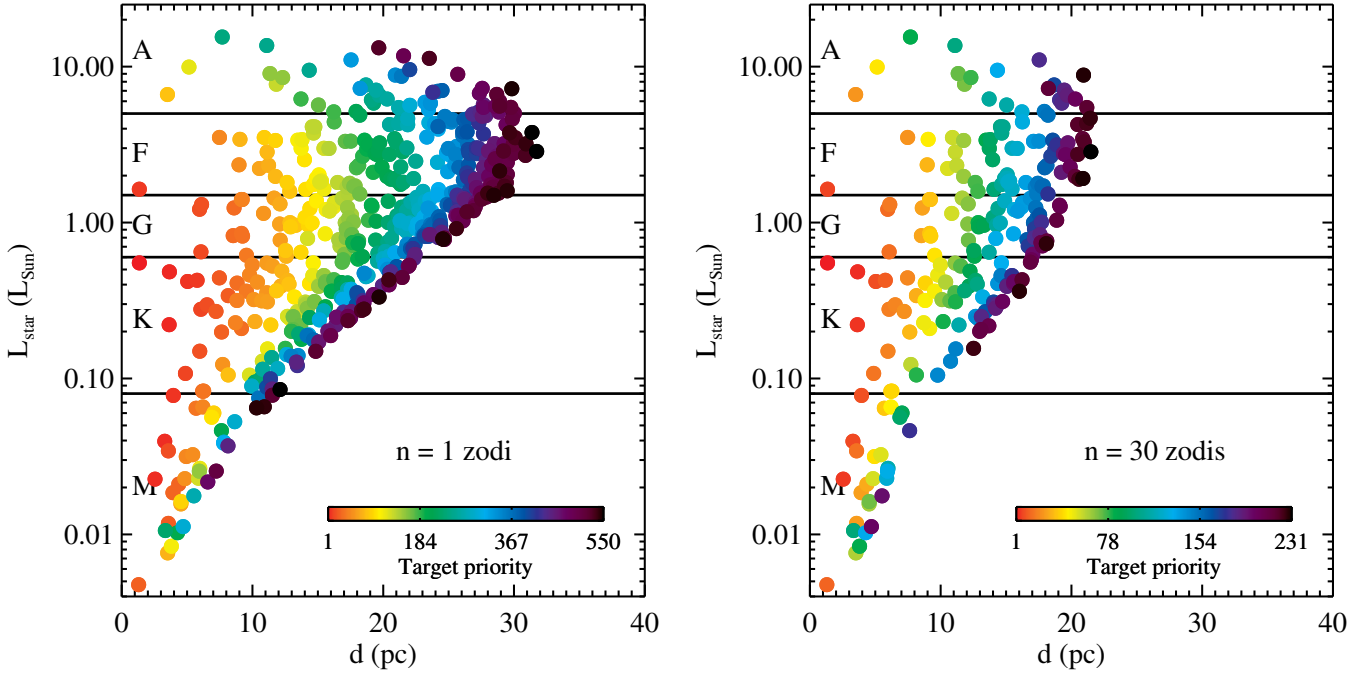 A
F
G
K
M
10.00
1.00
0.10
0.01
L_star (L_Sun)
n = 1 zodi
1 184 367 550
Target priority
0 10 20 30 40
d (pc)
A
F
G
K
M
10.00
1.00
0.10
0.01
L_star (L_Sun)
n = 30 zodis
1 78 154 231
Target priority
0 10 20 30 40
d (pc)